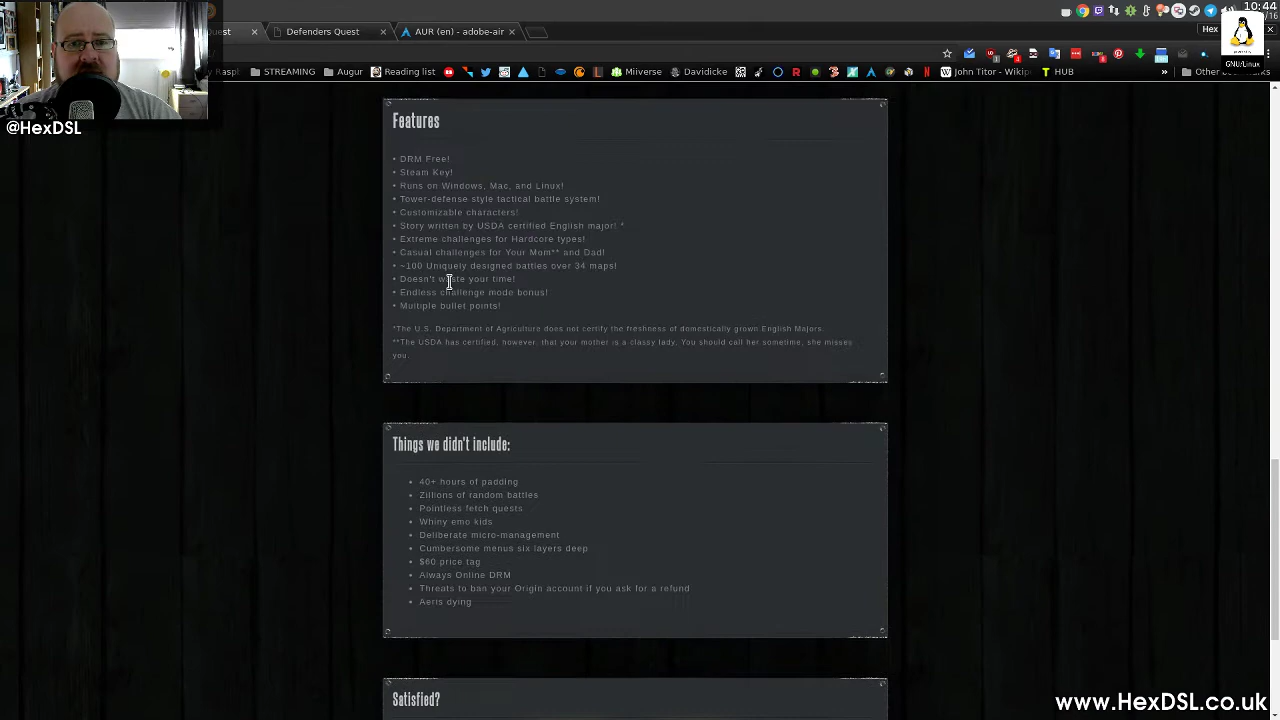 10:44
Quest
Defenders Quest
AUR (en) - adobe-air
STREAMING
Augur
Reading list
Miiverse
Davidicke
John Titor - Wikip
HUB
Other bookmarks
GNU/Linux
@HexDSL
Features
• DRM Free!
• Steam Key!
• Runs on Windows, Mac, and Linux!
• Tower-defense style tactical battle system!
• Customizable characters!
• Story written by USDA certified English major! *
• Extreme challenges for Hardcore types!
• Casual challenges for Your Mom** and Dad!
• ~100 Uniquely designed battles over 34 maps!
• Doesn't waste your time!
• Endless challenge mode bonus!
• Multiple bullet points!
*The U.S. Department of Agriculture does not certify the freshness of domestically grown English Majors.
**The USDA has certified, however, that your mother is a classy lady. You should call her sometime, she misses
you.
Things we didn't include:
• 40+ hours of padding
• Zillions of random battles
• Pointless fetch quests
• Whiny emo kids
• Deliberate micro-management
• Cumbersome menus six layers deep
• $60 price tag
• Always Online DRM
• Threats to ban your Origin account if you ask for a refund
• Aeris dying
Satisfied?
www.HexDSL.co.uk